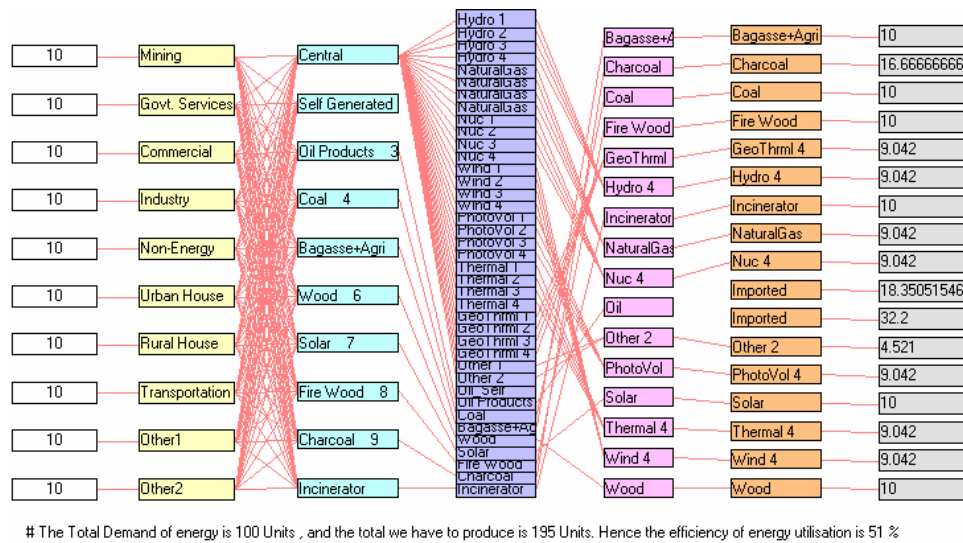 10
Mining
10
Govt. Services
10
Commercial
10
Industry
10
Non-Energy
10
Urban House
10
Rural House
10
Transportation
10
Other1
10
Other2
Central
Self Generated
Oil Products 3
Coal 4
Bagasse+Agri
Wood 6
Solar 7
Fire Wood 8
Charcoal 9
Incinerator
Hydro 1
Hydro 2
Hydro 3
Hydro 4
NaturalGas
NaturalGas
NaturalGas
NaturalGas
Nuc 1
Nuc 2
Nuc 3
Nuc 4
Wind 1
Wind 2
Wind 3
Wind 4
PhotoVol 1
PhotoVol 2
PhotoVol 3
PhotoVol 4
Thermal 1
Thermal 2
Thermal 3
Thermal 4
GeoThrml 1
GeoThrml 2
GeoThrml 3
GeoThrml 4
Other 1
Other 2
Oil Self
Oil Products
Coal
Bagasse+Ag
Wood
Solar
Fire Wood
Charcoal
Incinerator
Bagasse+A
Charcoal
Coal
Fire Wood
GeoThrml
Hydro 4
Incinerator
NaturalGas
Nuc 4
Oil
Other 2
PhotoVol
Solar
Thermal 4
Wind 4
Wood
Bagasse+Agri
Charcoal
Coal
Fire Wood
GeoThrml 4
Hydro 4
Incinerator
NaturalGas
Nuc 4
Imported
Imported
Other 2
PhotoVol 4
Solar
Thermal 4
Wind 4
Wood
10
16.66666666
10
10
9.042
9.042
10
9.042
9.042
18.35051546
32.2
4.521
9.042
10
9.042
9.042
10
# The Total Demand of energy is 100 Units , and the total we have to produce is 195 Units. Hence the efficiency of energy utilisation is 51 %